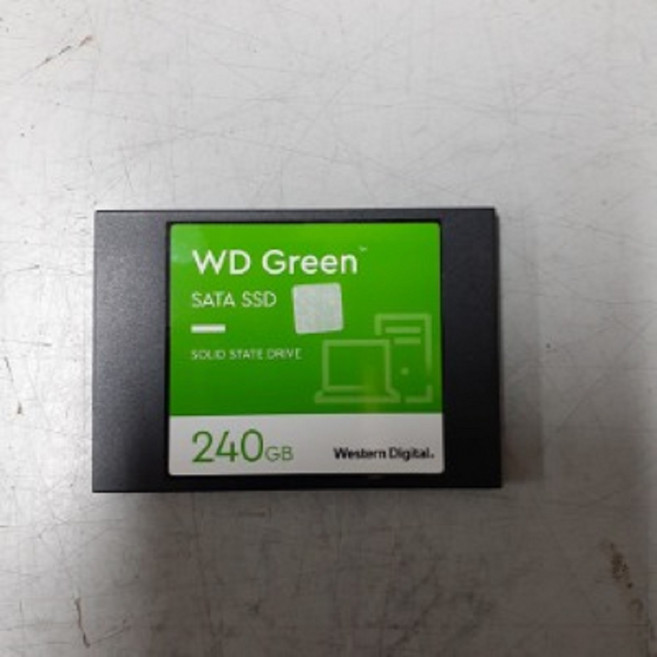 WD Green™
SATA SSD
SOLID STATE DRIVE
240GB
Western Digital.